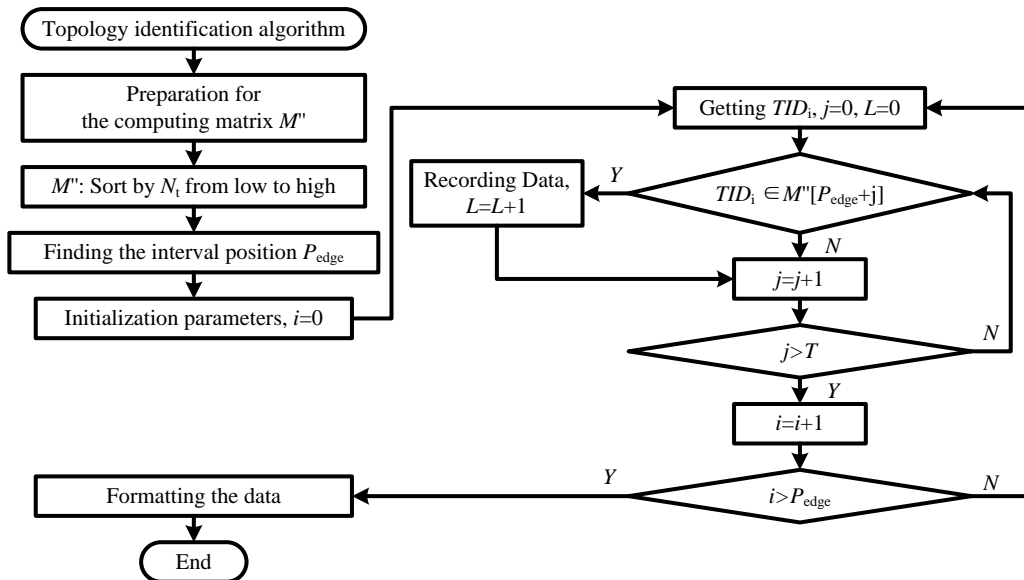 Topology identification algorithm
Preparation for
the computing matrix M"
M": Sort by Nt from low to high
Finding the interval position Pedge
Initialization parameters, i=0
Getting TIDi, j=0, L=0
TIDi ∈M"[Pedge+j]
Y
Recording Data,
L=L+1
N
j=j+1
j>T
N
Y
i=i+1
i>Pedge
Y
N
Formatting the data
End